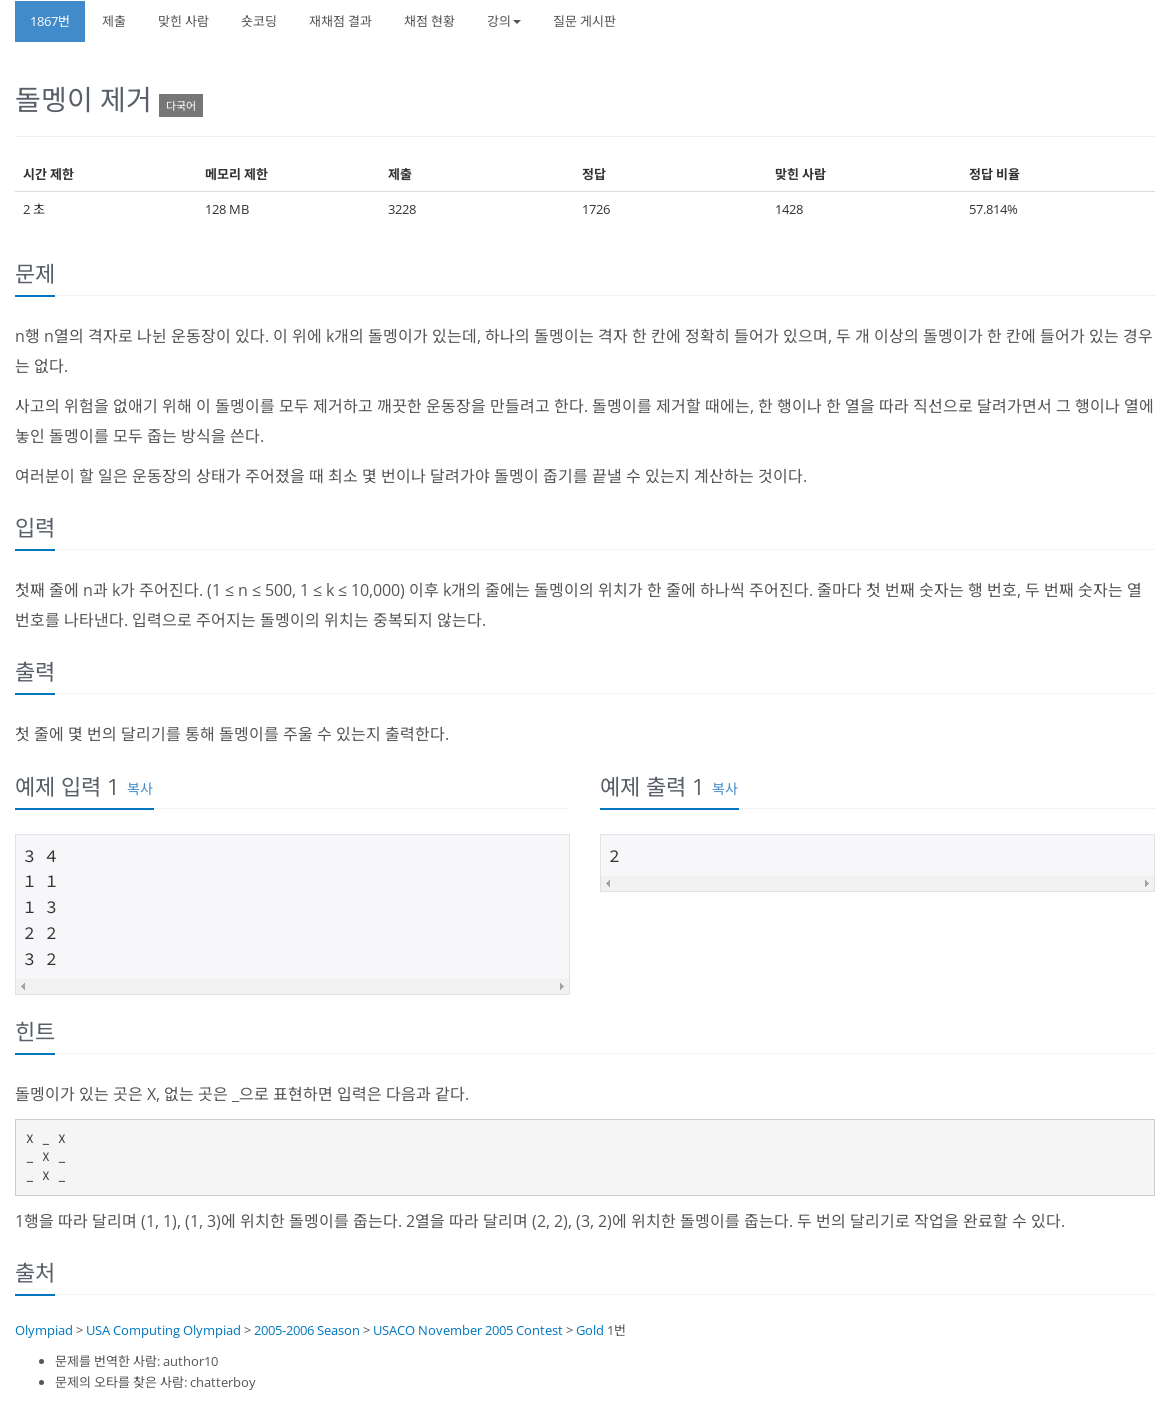 1867번 제출 맞힌 사람 숏코딩 재채점 결과 채점 현황 강의 질문 게시판
돌멩이 제거 다국어
시간 제한 메모리 제한 제출 정답 맞힌 사람 정답 비율
2 초 128 MB 3228 1726 1428 57.814%
문제
n행 n열의 격자로 나뉜 운동장이 있다. 이 위에 k개의 돌멩이가 있는데, 하나의 돌멩이는 격자 한 칸에 정확히 들어가 있으며, 두 개 이상의 돌멩이가 한 칸에 들어가 있는 경우
는 없다.
사고의 위험을 없애기 위해 이 돌멩이를 모두 제거하고 깨끗한 운동장을 만들려고 한다. 돌멩이를 제거할 때에는, 한 행이나 한 열을 따라 직선으로 달려가면서 그 행이나 열에
놓인 돌멩이를 모두 줍는 방식을 쓴다.
여러분이 할 일은 운동장의 상태가 주어졌을 때 최소 몇 번이나 달려가야 돌멩이 줍기를 끝낼 수 있는지 계산하는 것이다.
입력
첫째 줄에 n과 k가 주어진다. (1 ≤ n ≤ 500, 1 ≤ k ≤ 10,000) 이후 k개의 줄에는 돌멩이의 위치가 한 줄에 하나씩 주어진다. 줄마다 첫 번째 숫자는 행 번호, 두 번째 숫자는 열
번호를 나타낸다. 입력으로 주어지는 돌멩이의 위치는 중복되지 않는다.
출력
첫 줄에 몇 번의 달리기를 통해 돌멩이를 주울 수 있는지 출력한다.
예제 입력 1 복사
3 4
1 1
1 3
2 2
3 2
예제 출력 1 복사
2
힌트
돌멩이가 있는 곳은 X, 없는 곳은 _으로 표현하면 입력은 다음과 같다.
X _ X
_ X _
_ X _
1행을 따라 달리며 (1, 1), (1, 3)에 위치한 돌멩이를 줍는다. 2열을 따라 달리며 (2, 2), (3, 2)에 위치한 돌멩이를 줍는다. 두 번의 달리기로 작업을 완료할 수 있다.
출처
Olympiad > USA Computing Olympiad > 2005-2006 Season > USACO November 2005 Contest > Gold 1번
문제를 번역한 사람: author10
문제의 오타를 찾은 사람: chatterboy